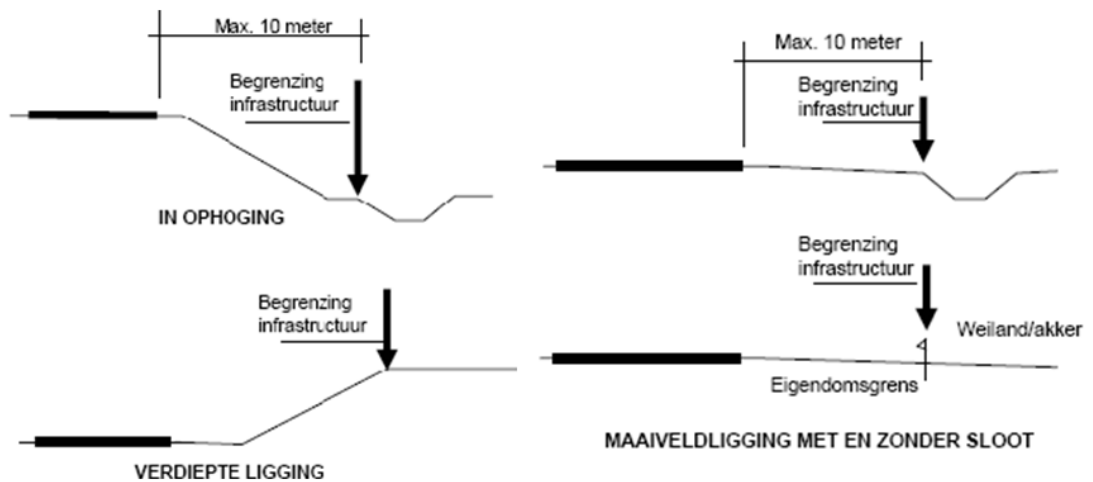 Max. 10 meter
Begrenzing
infrastructuur
IN OPHOGING
Max. 10 meter
Begrenzing
infrastructuur
Begrenzing
infrastructuur
VERDIEPTE LIGGING
Begrenzing
infrastructuur
Weiland/akker
Eigendomsgrens
MAAIVELDLIGGING MET EN ZONDER SLOOT